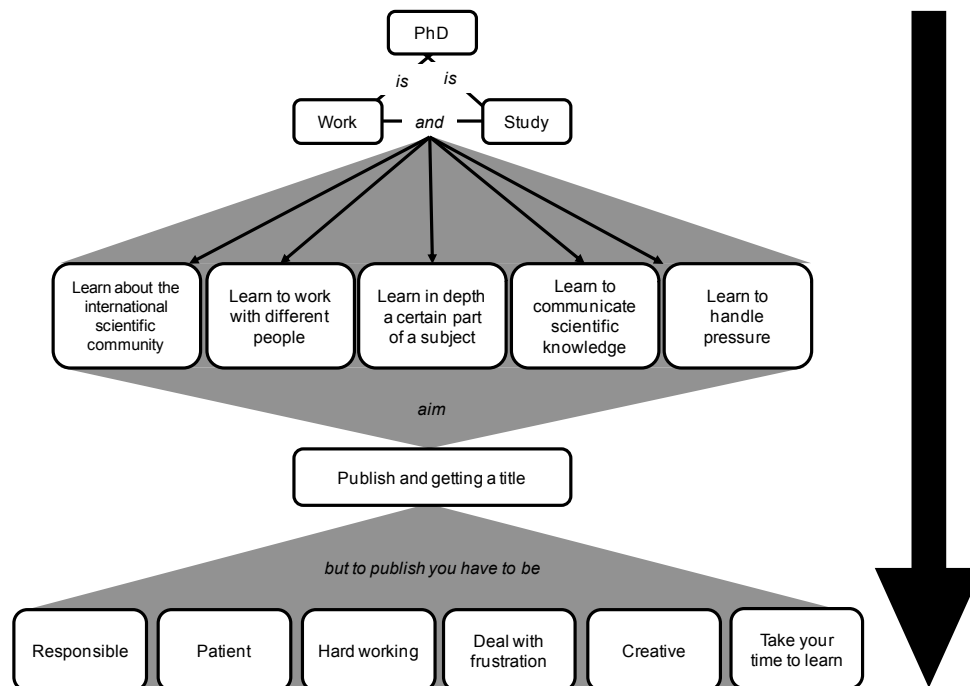 PhD
is is
Work and Study
Learn about the
international
scientific
community
Learn to work
with different
people
Learn in depth
a certain part
of a subject
Learn to
communicate
scientific
knowledge
Learn to
handle
pressure
aim
Publish and getting a title
but to publish you have to be
Responsible
Patient
Hard working
Deal with
frustration
Creative
Take your
time to learn